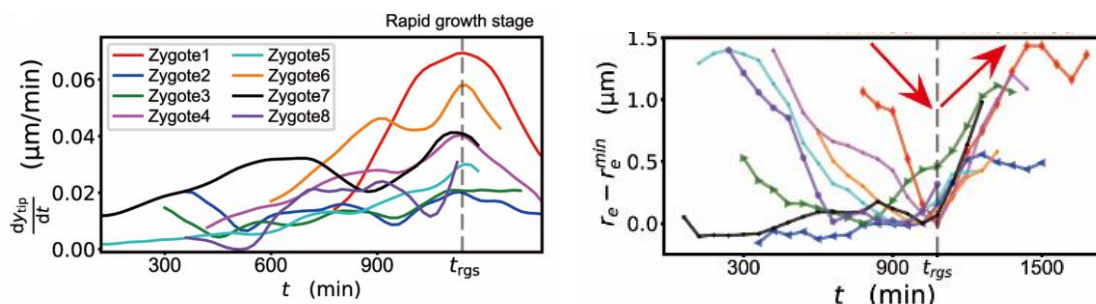 Rapid growth stage
Zygote1
Zygote2
Zygote3
Zygote4
Zygote5
Zygote6
Zygote7
Zygote8
dy_tip/dt (μm/min)
0.06
0.04
0.02
0.00
300 600 900 t_rgs
t (min)
r_e − r_e^min (μm)
1.5
1.0
0.5
0.0
300 900 t_rgs 1500
t (min)